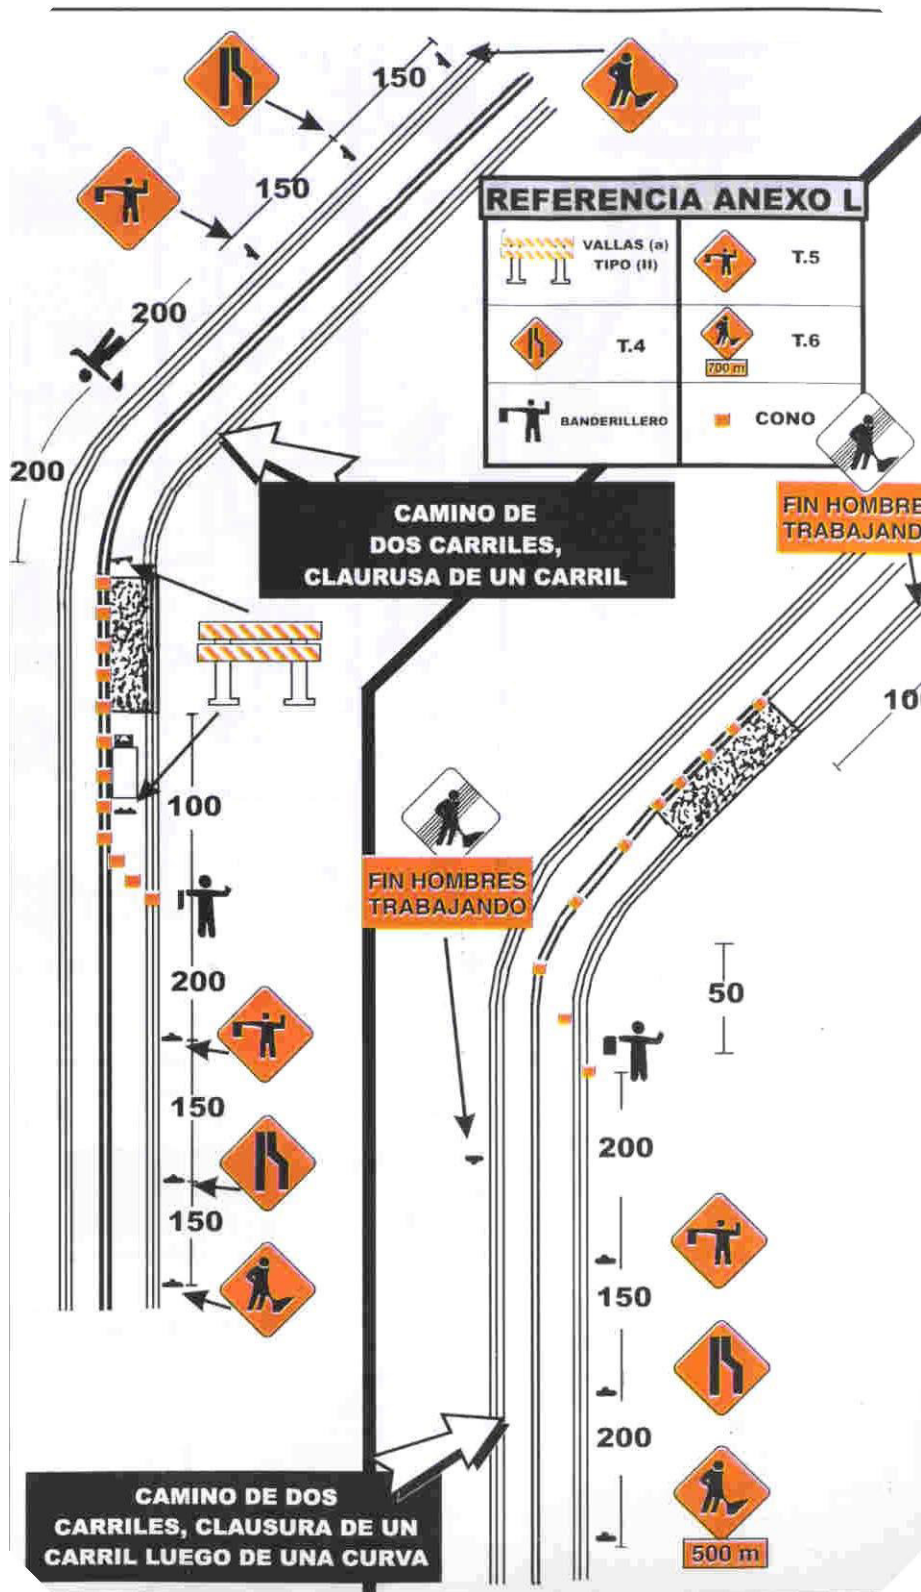 150
150
REFERENCIA ANEXO L
VALLAS (a)
TIPO (II)
T.5
T.4
T.6
700 m
BANDERILLERO
CONO
200
200
CAMINO DE
DOS CARRILES,
CLAURUSA DE UN CARRIL
FIN HOMBRE
TRABAJAND
10
100
FIN HOMBRES
TRABAJANDO
200
50
150
200
150
150
200
500 m
CAMINO DE DOS
CARRILES, CLAUSURA DE UN
CARRIL LUEGO DE UNA CURVA